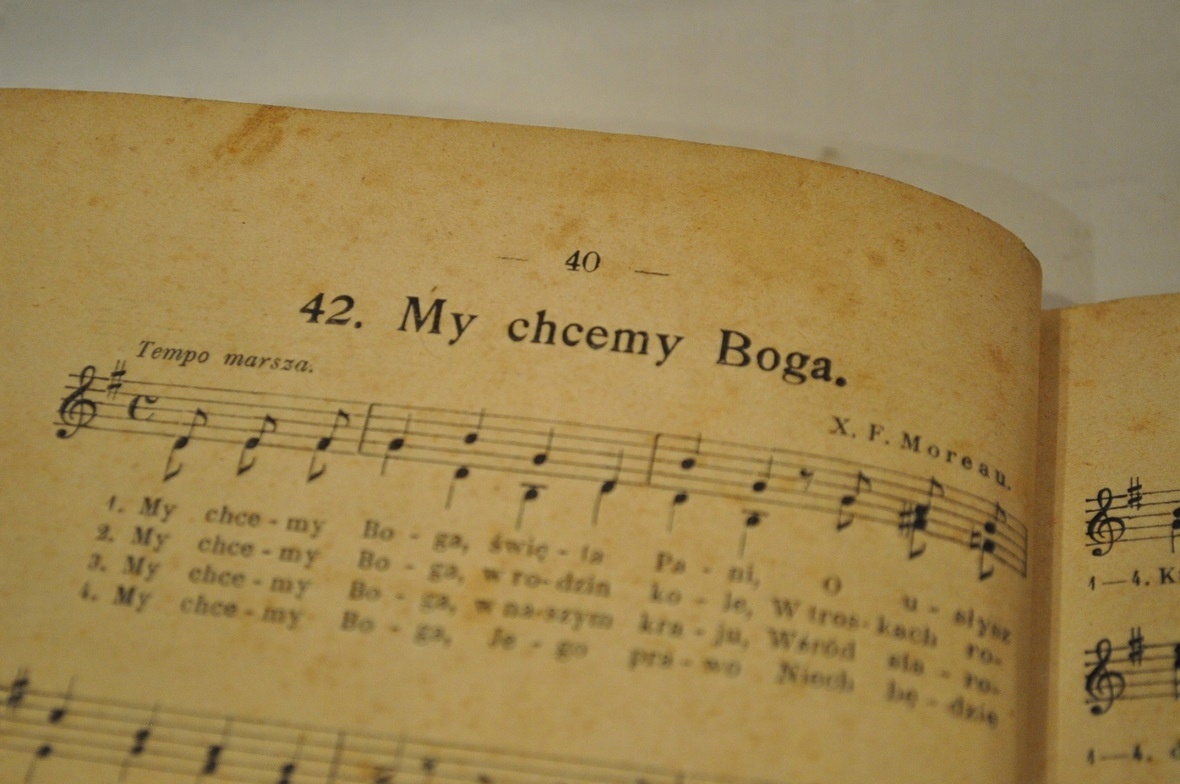 — 40 —
42. My chcemy Boga.
Tempo marsza.
X. F. Moreau.
1. My chce - my Bo - ga, świę - ta Pa - ni, O u - słysz
2. My chce - my Bo - ga, w ro- dzin ko - le, W tros - kach ro-
3. My chce - my Bo - ga, w na-szym kra - ju, Wśród sta - ro-
4. My chce - my Bo - ga, Je - go pra - wo Niech bę - dzie
1—4. K
1—4.